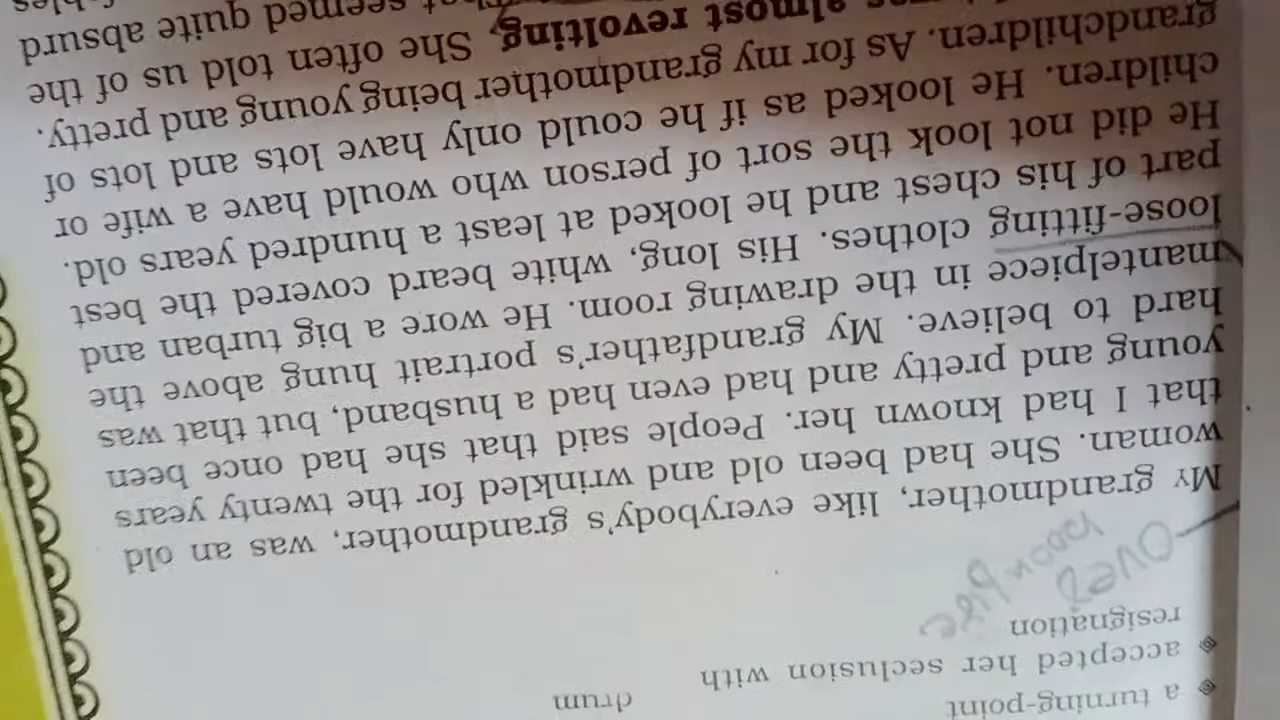 a turning-point
accepted her seclusion with drum
resignation
My grandmother, like everybody's grandmother, was an old
woman. She had been old and wrinkled for the twenty years
that I had known her. People said that she had once been
young and pretty and had even had a husband, but that was
hard to believe. My grandfather's portrait hung above the
mantelpiece in the drawing room. He wore a big turban and
loose-fitting clothes. His long, white beard covered the best
part of his chest and he looked at least a hundred years old.
He did not look the sort of person who would have a wife or
children. He looked as if he could only have lots and lots of
grandchildren. As for my grandmother being young and pretty,
almost revolting, She often told us of the
seemed quite absurd